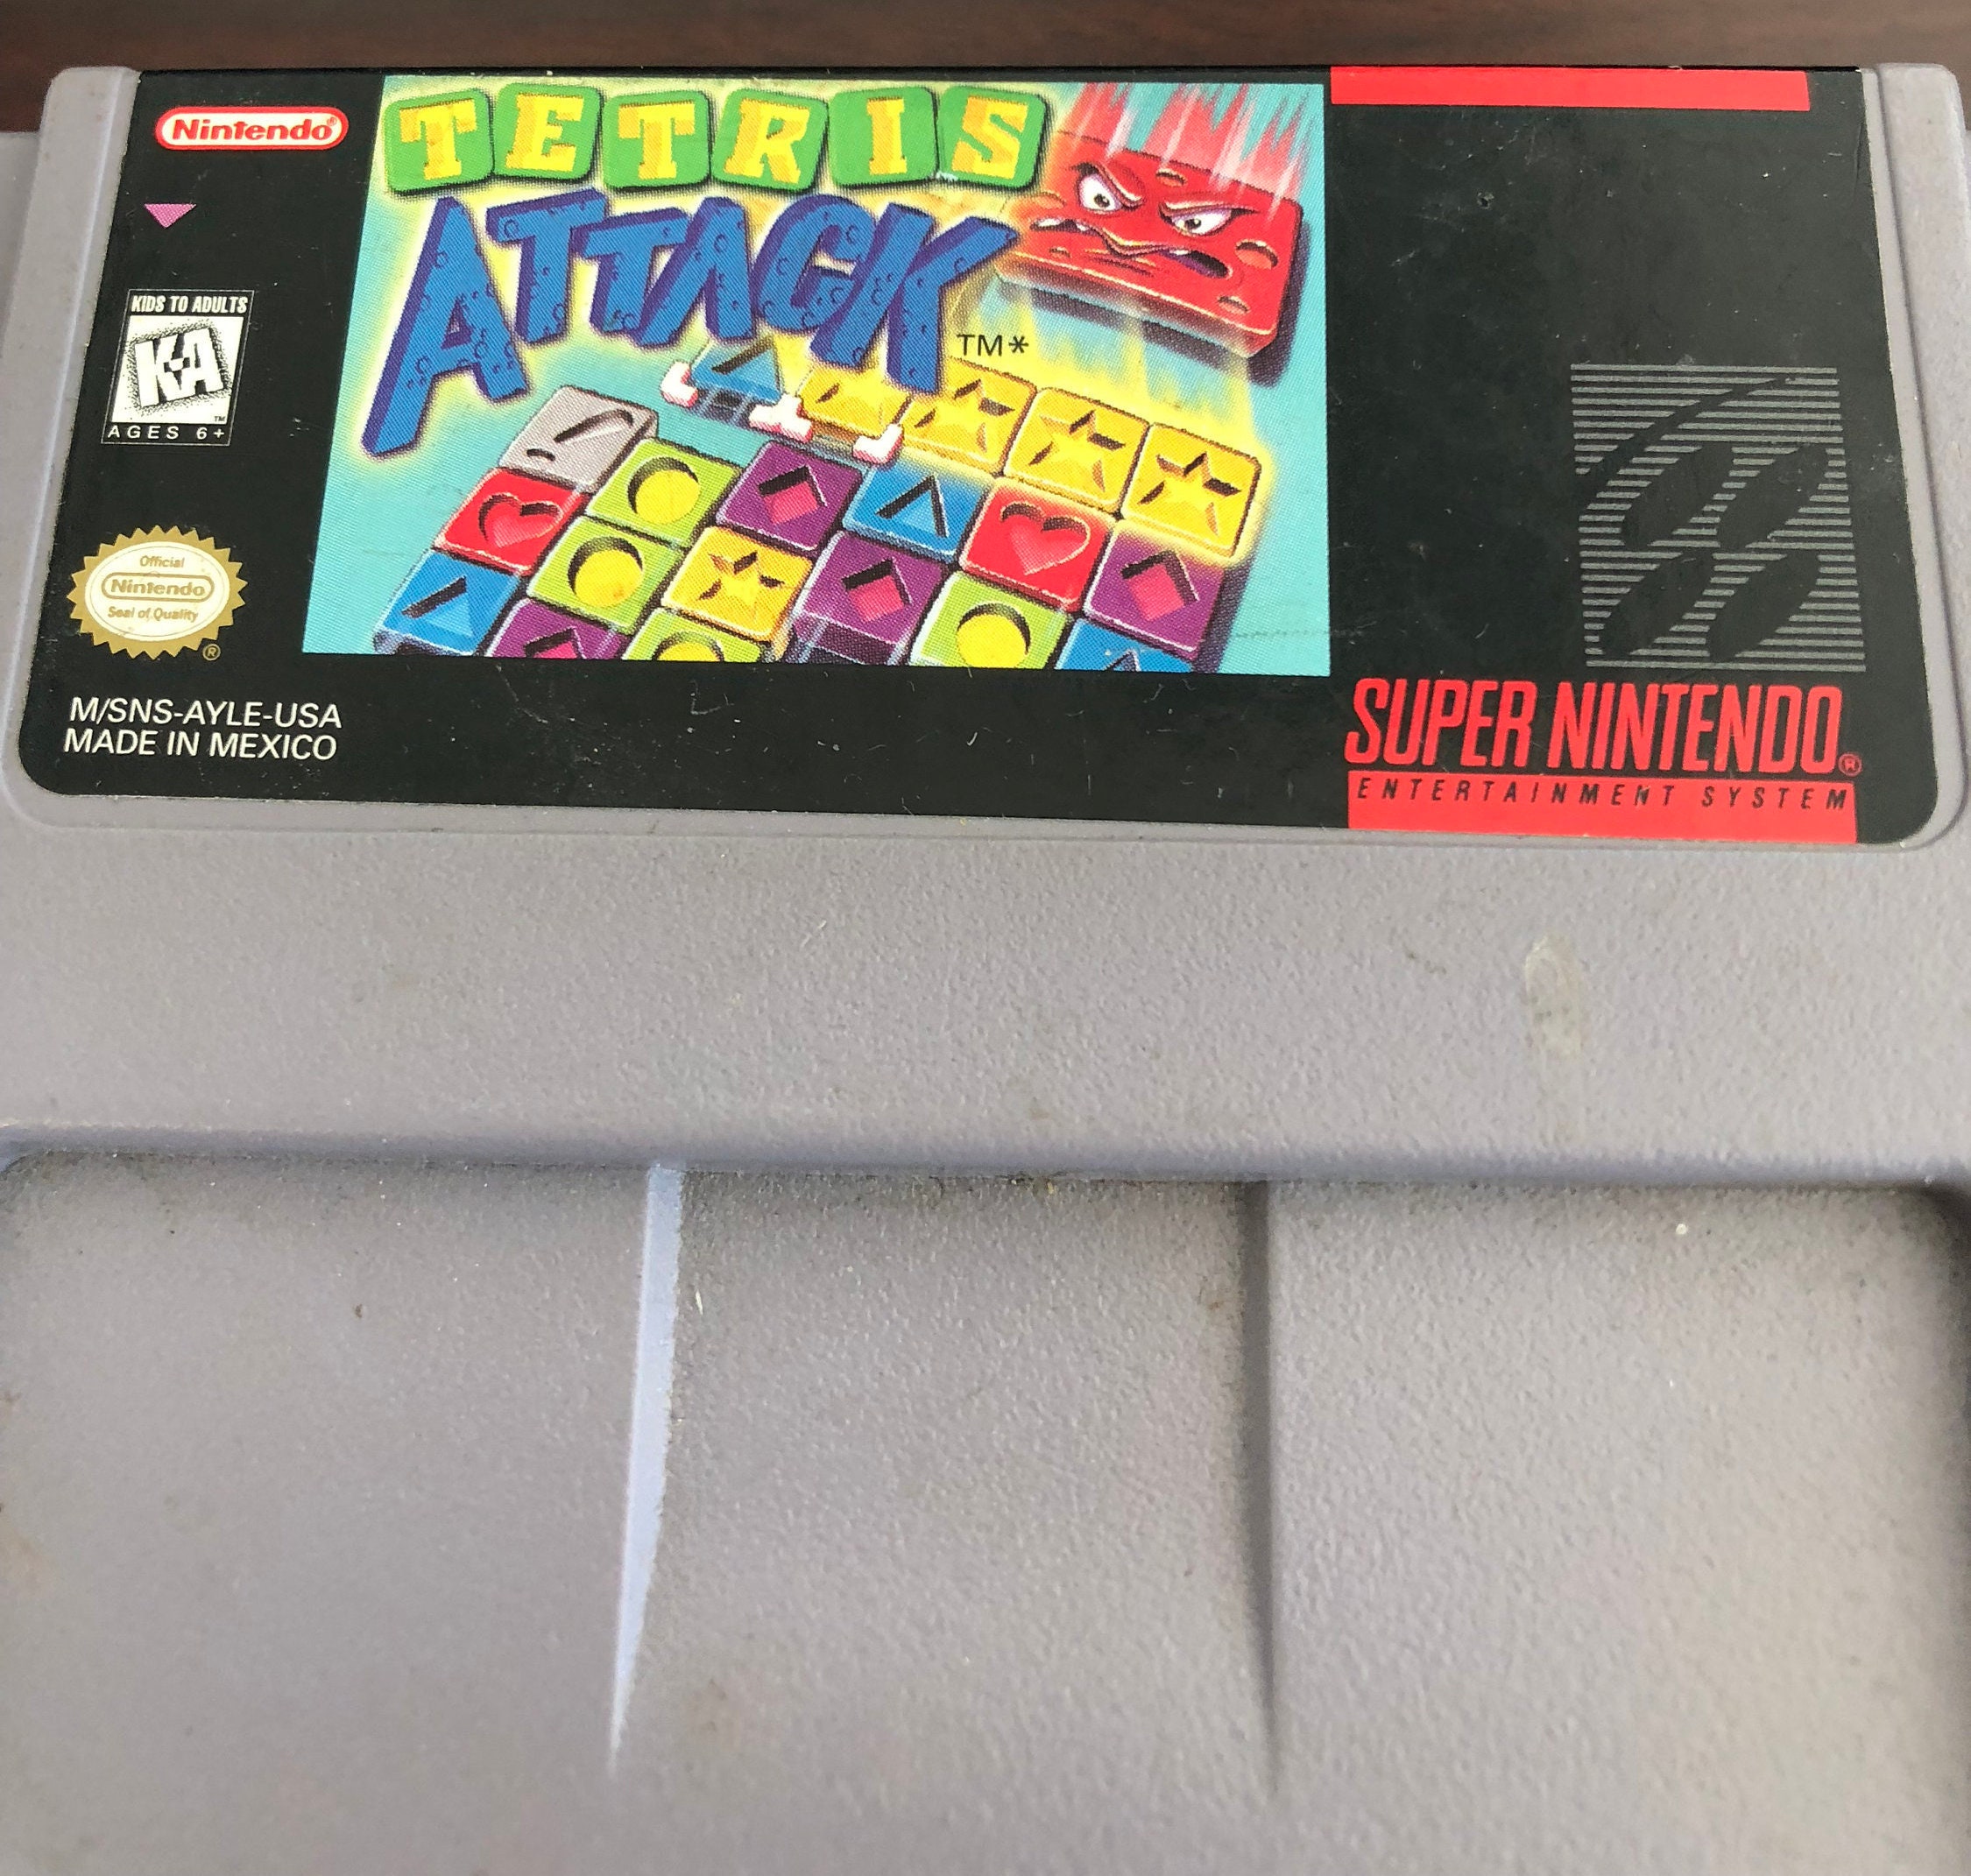 Nintendo®
TETRIS
ATTACK
TM*
KIDS TO ADULTS
KA
TM
AGES 6+
Official
Nintendo
Seal of Quality
®
M/SNS-AYLE-USA
MADE IN MEXICO
SUPER NINTENDO®
ENTERTAINMENT SYSTEM